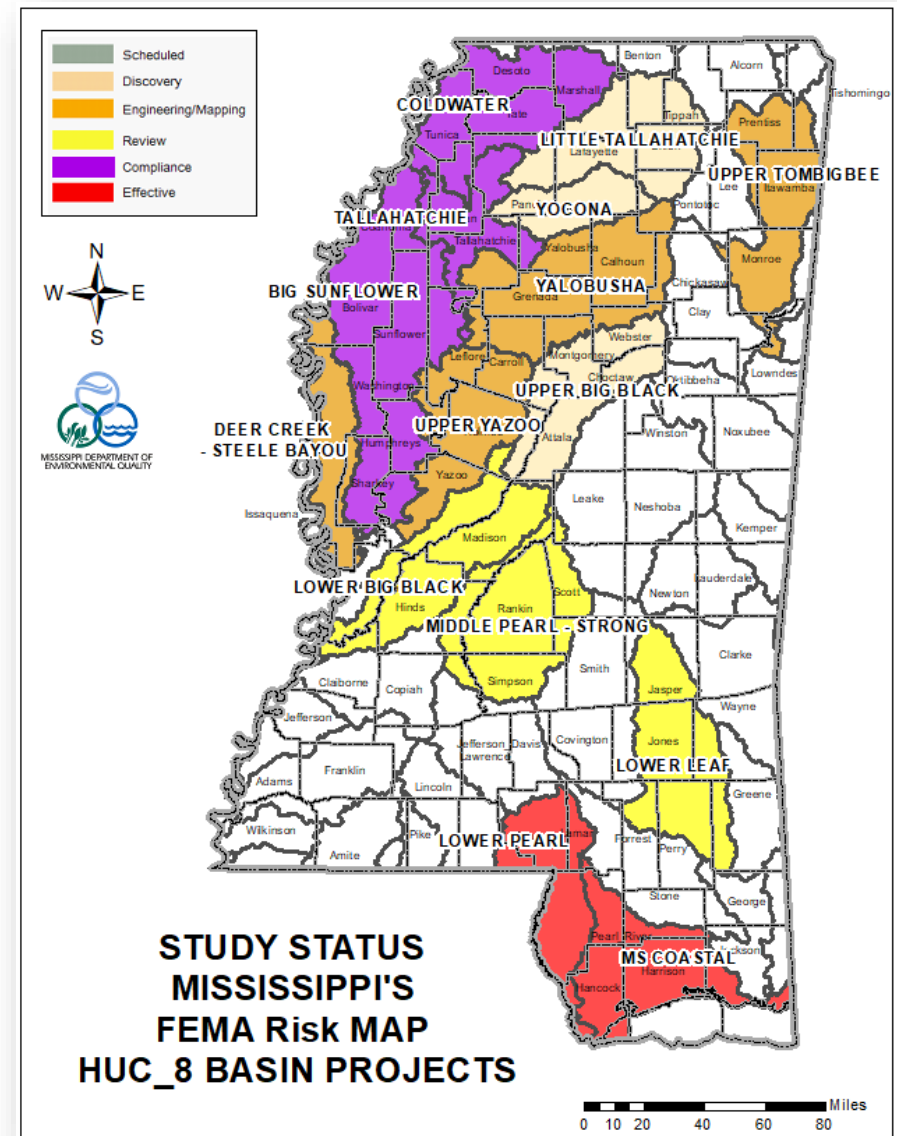 Scheduled
Discovery
Engineering/Mapping
Review
Compliance
Effective
N
W
E
S
MISSISSIPPI DEPARTMENT OF
ENVIRONMENTAL QUALITY
Benton
Alcorn
Tishomingo
Desoto
Marshall
COLDWATER
Tippah
Prentiss
Tunica
LITTLE TALLAHATCHIE
Lafayette
UPPER TOMBIGBEE
Lee
Itawamba
YOCONA
Pontotoc
TALLAHATCHIE
Tallahatchie
Yalobusha
Calhoun
Monroe
BIG SUNFLOWER
YALOBUSHA
Chickasaw
Grenada
Bolivar
Clay
Sunflower
Webster
Leflore
Carroll
Montgomery
Lowndes
Washington
Choctaw
UPPER BIG BLACK
DEER CREEK
- STEELE BAYOU
UPPER YAZOO
Winston
Noxubee
Humphreys
Attala
Yazoo
Sharkey
Leake
Neshoba
Issaquena
Kemper
Madison
Lauderdale
LOWER BIG BLACK
Newton
Scott
Hinds
Rankin
MIDDLE PEARL - STRONG
Clarke
Smith
Claiborne
Copiah
Simpson
Jasper
Wayne
Jefferson
Jefferson Davis
Covington
Jones
Lawrence
LOWER LEAF
Franklin
Adams
Lincoln
Greene
Wilkinson
Pike
LOWER PEARL
Forrest
Perry
Amite
Stone
George
Pearl River
MS COASTAL
Harrison
Hancock
STUDY STATUS
MISSISSIPPI'S
FEMA Risk MAP
HUC_8 BASIN PROJECTS
Miles
0 10 20 40 60 80